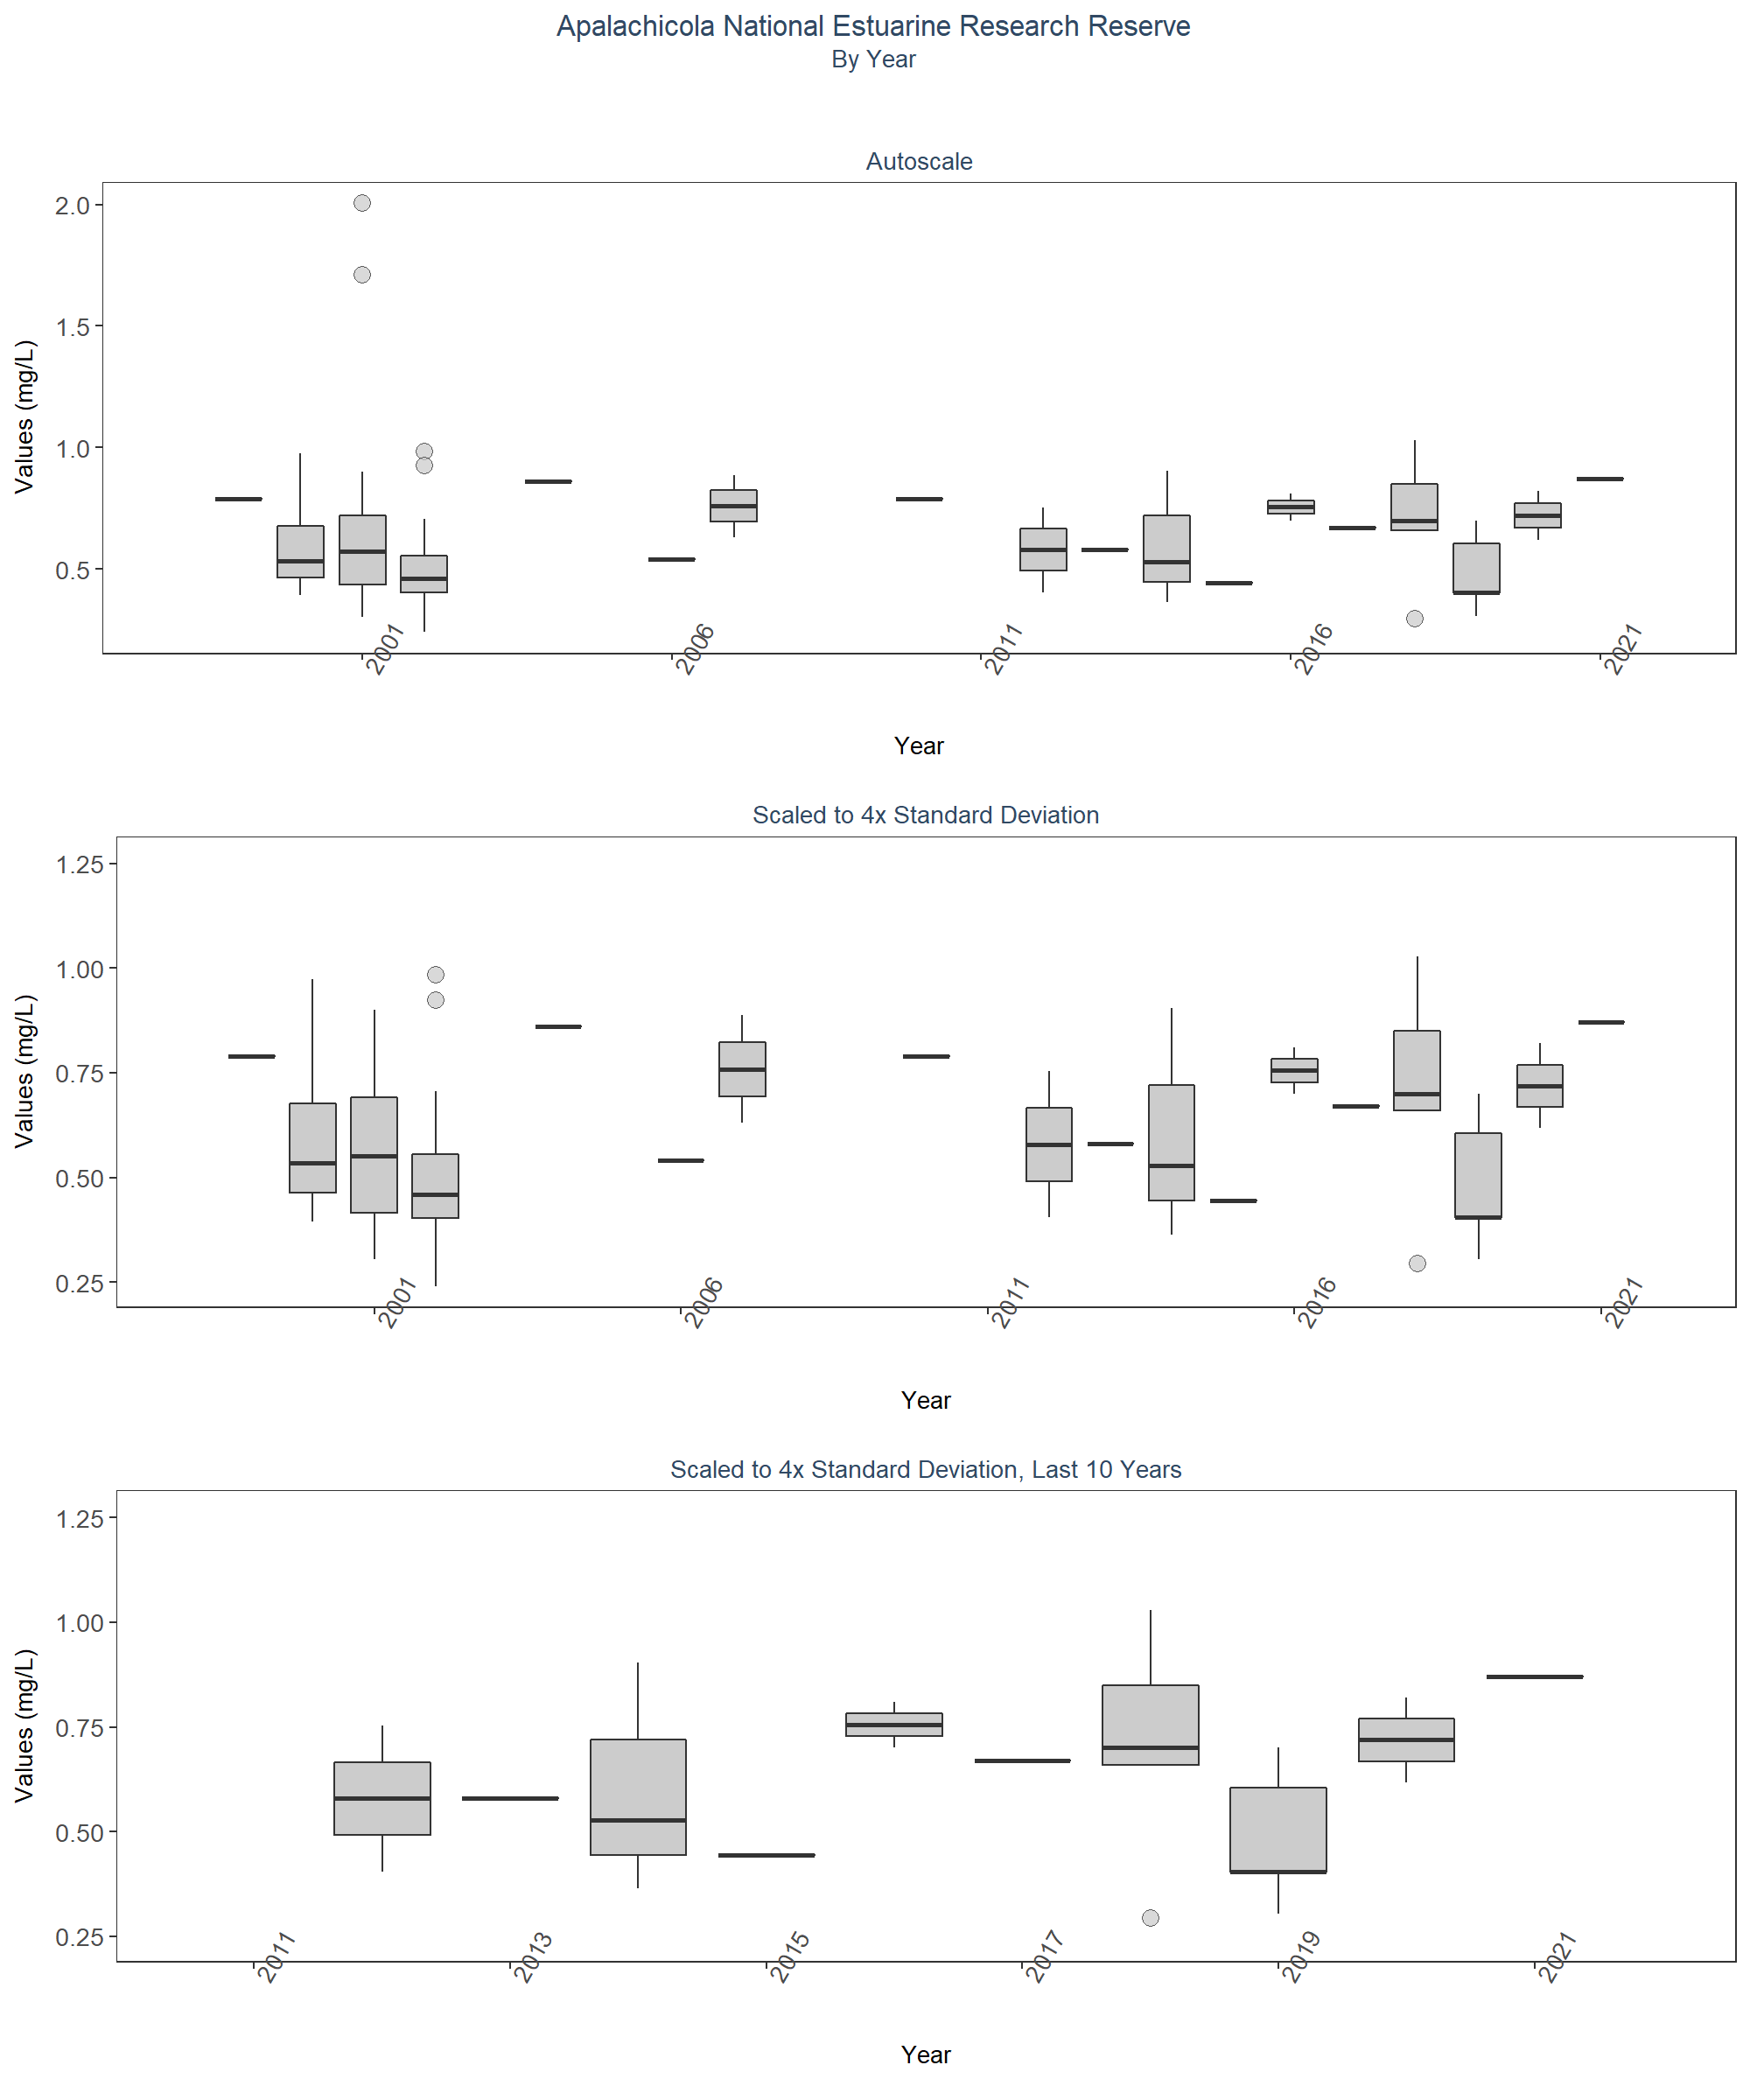 Apalachicola National Estuarine Research Reserve
By Year
Autoscale
Values (mg/L)
2.0
1.5
1.0
0.5
2001
2006
2011
2016
2021
Year
Scaled to 4x Standard Deviation
Values (mg/L)
1.25
1.00
0.75
0.50
0.25
2001
2006
2011
2016
2021
Year
Scaled to 4x Standard Deviation, Last 10 Years
Values (mg/L)
1.25
1.00
0.75
0.50
0.25
2011
2013
2015
2017
2019
2021
Year